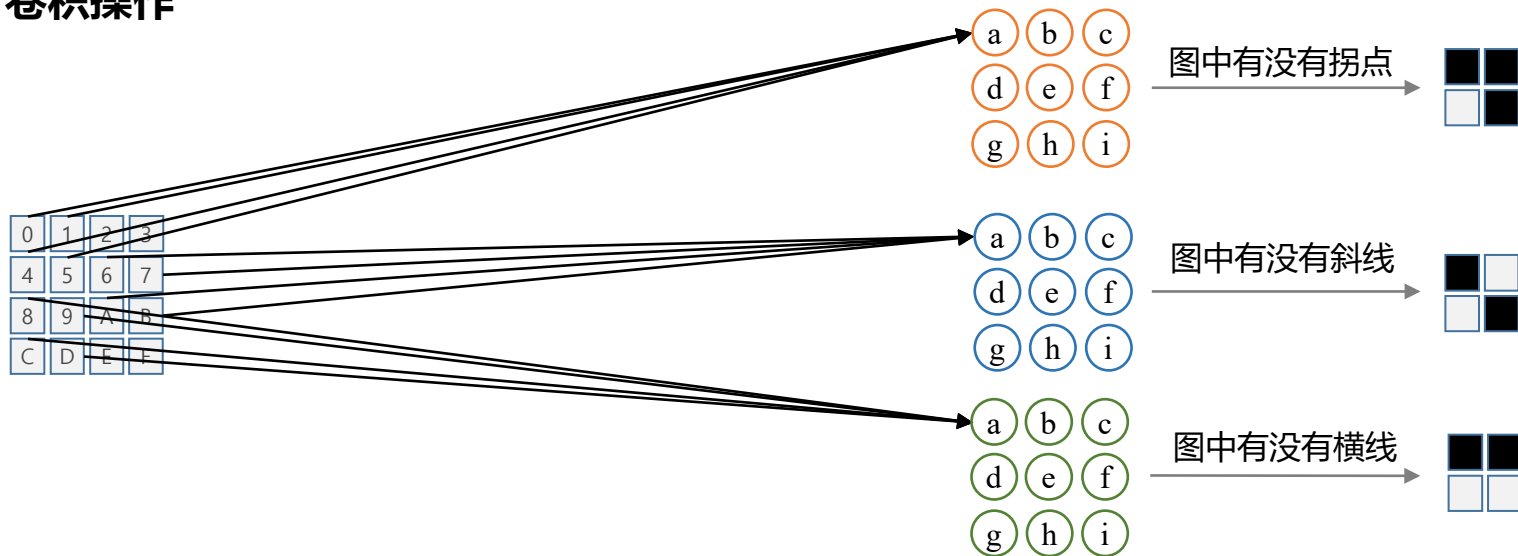 卷积操作
a b c
d e f
g h i
图中有没有拐点
0 1 2 3
4 5 6 7
8 9 A B
C D E F
a b c
d e f
g h i
图中有没有斜线
a b c
d e f
g h i
图中有没有横线